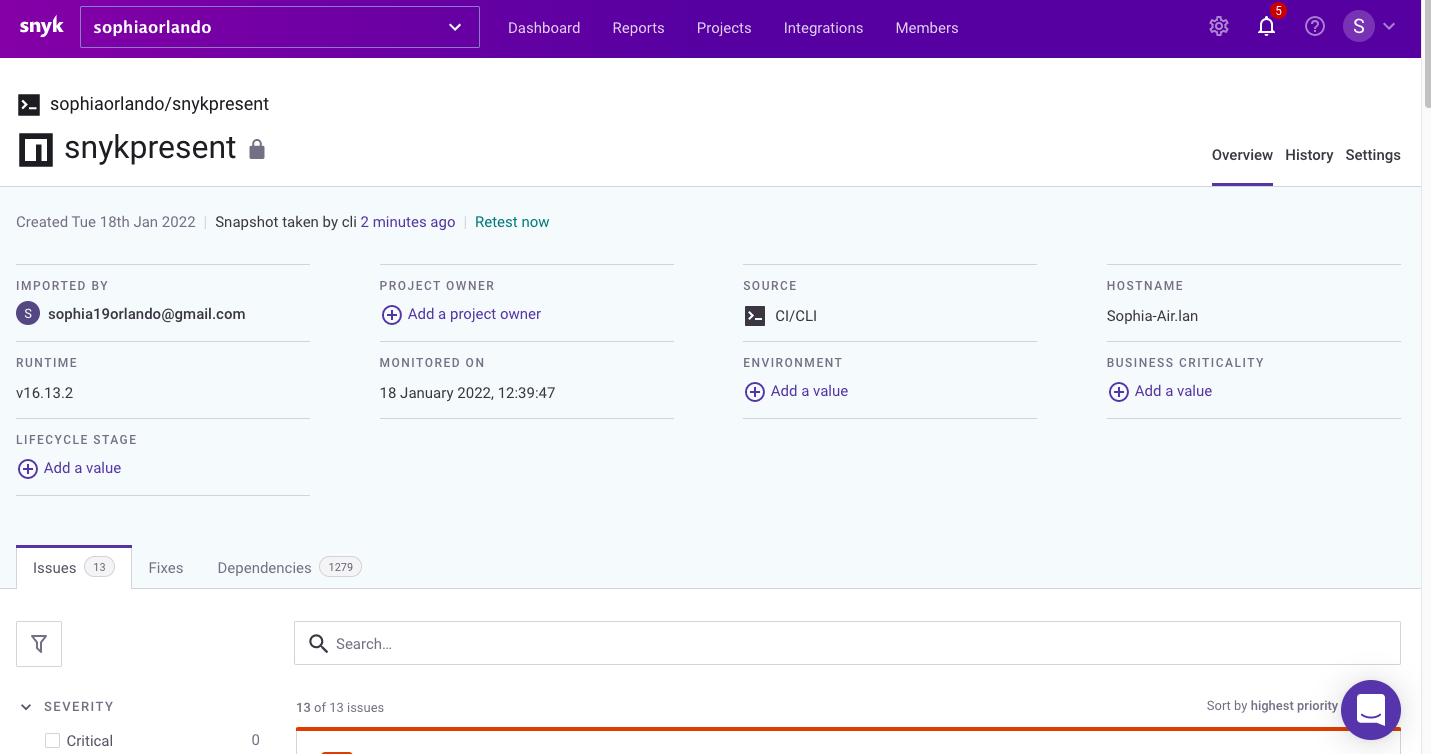 snyk sophiaorlando Dashboard Reports Projects Integrations Members 5 S
sophiaorlando/snykpresent
snykpresent
Overview History Settings
Created Tue 18th Jan 2022 | Snapshot taken by cli 2 minutes ago | Retest now
IMPORTED BY PROJECT OWNER SOURCE HOSTNAME
S sophia19orlando@gmail.com Add a project owner CI/CLI Sophia-Air.lan
RUNTIME MONITORED ON ENVIRONMENT BUSINESS CRITICALITY
v16.13.2 18 January 2022, 12:39:47 Add a value Add a value
LIFECYCLE STAGE
Add a value
Issues 13 Fixes Dependencies 1279
Search...
SEVERITY 13 of 13 issues Sort by highest priority
Critical 0